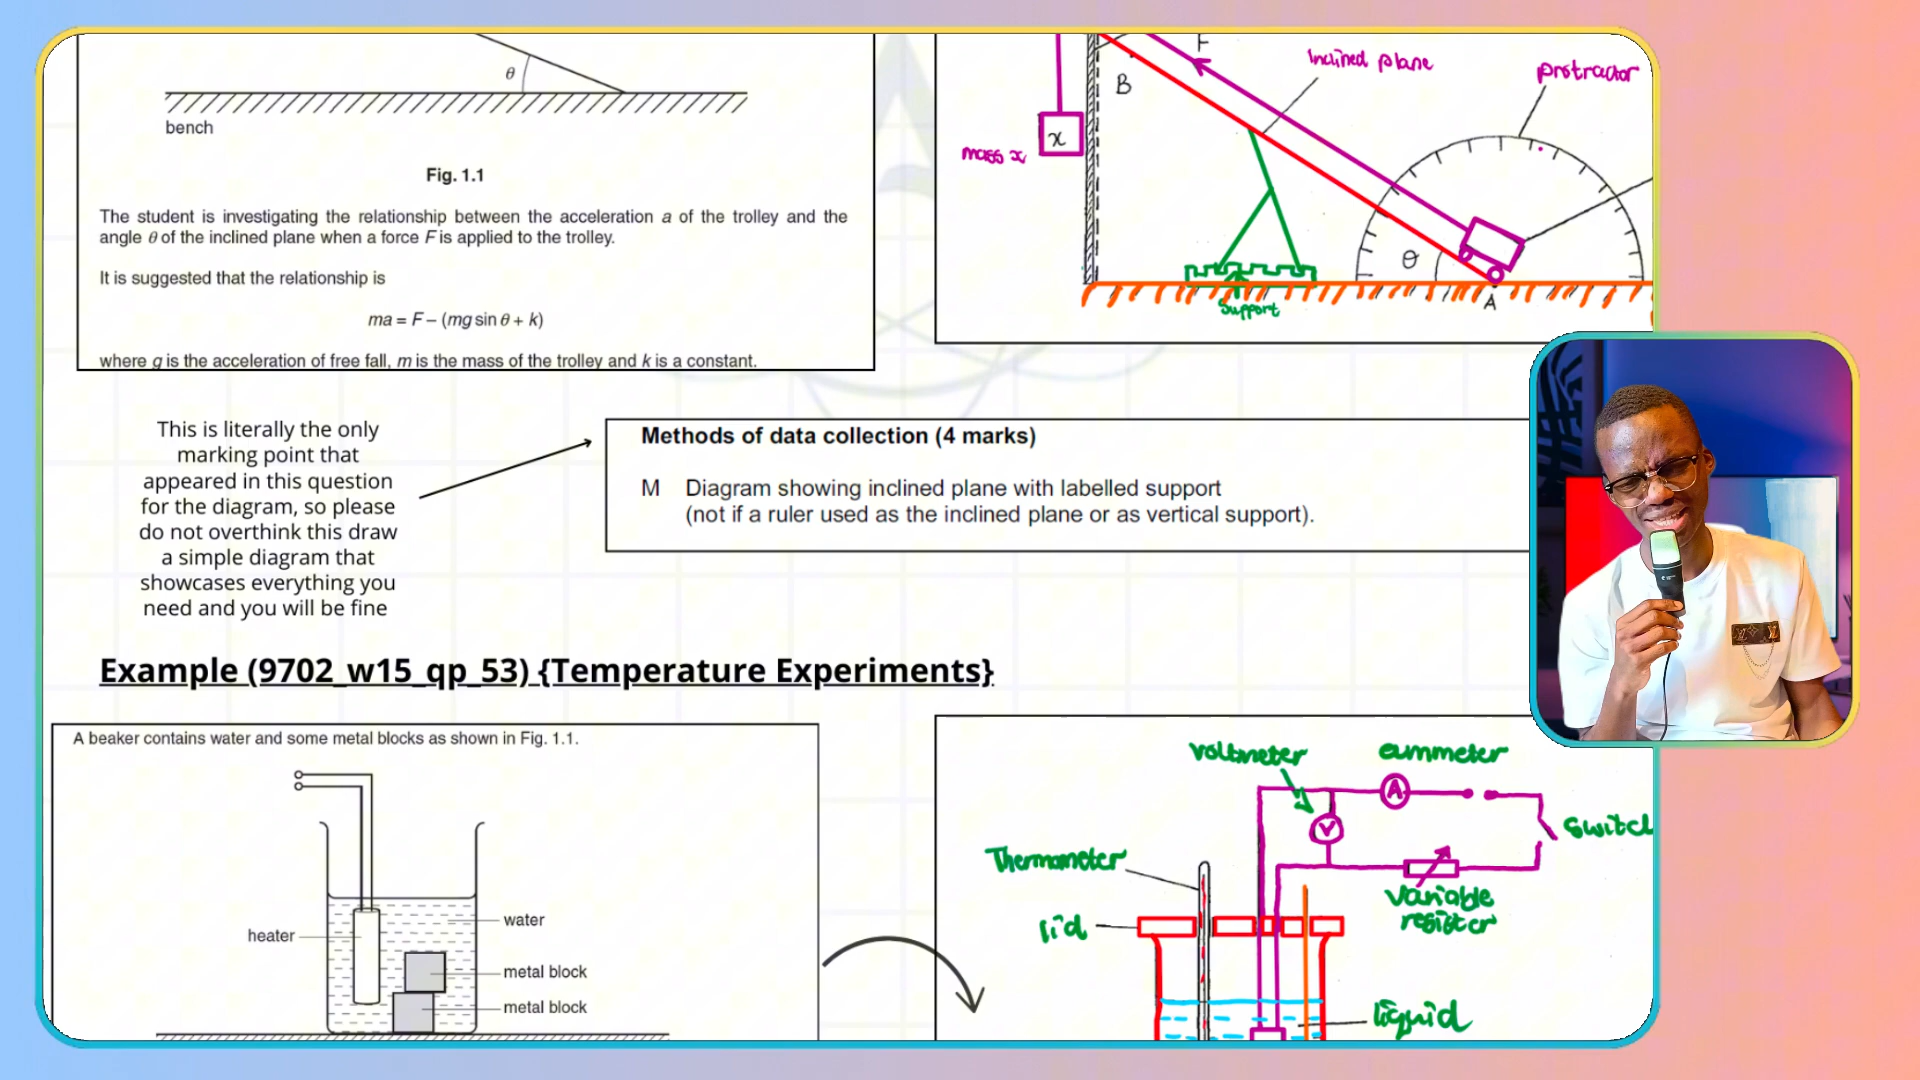 θ
bench
Fig. 1.1
The student is investigating the relationship between the acceleration a of the trolley and the
angle θ of the inclined plane when a force F is applied to the trolley.
It is suggested that the relationship is
ma = F – (mg sin θ + k)
where g is the acceleration of free fall, m is the mass of the trolley and k is a constant.
F
Inclined plane
protractor
B
x
mass x
θ
A
Support
This is literally the only
marking point that
appeared in this question
for the diagram, so please
do not overthink this draw
a simple diagram that
showcases everything you
need and you will be fine
Methods of data collection (4 marks)
M Diagram showing inclined plane with labelled support
(not if a ruler used as the inclined plane or as vertical support).
Example (9702_w15_qp_53) {Temperature Experiments}
A beaker contains water and some metal blocks as shown in Fig. 1.1.
heater
water
metal block
metal block
voltmeter
ammeter
A
V
Switch
Thermometer
variable
resistor
lid
liquid